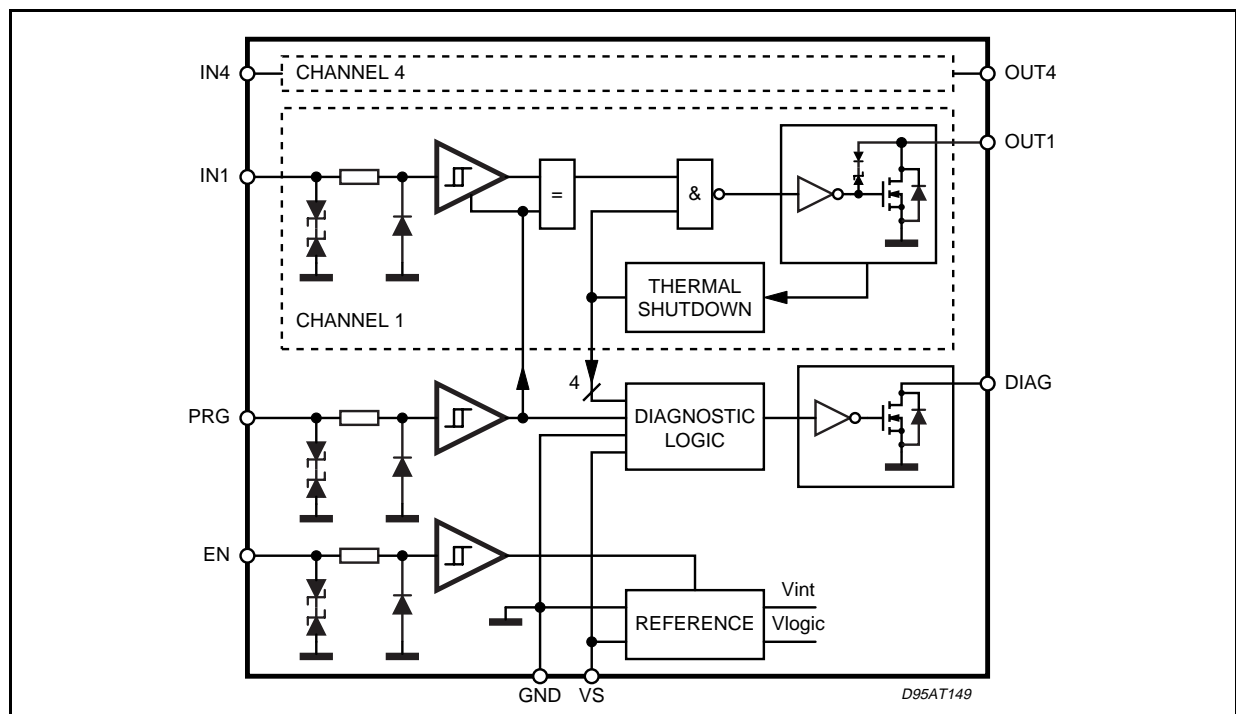 IN4
CHANNEL 4
OUT4
OUT1
IN1
=
&
THERMAL
SHUTDOWN
CHANNEL 1
4
DIAG
PRG
DIAGNOSTIC
LOGIC
EN
Vint
REFERENCE
Vlogic
GND
VS
D95AT149